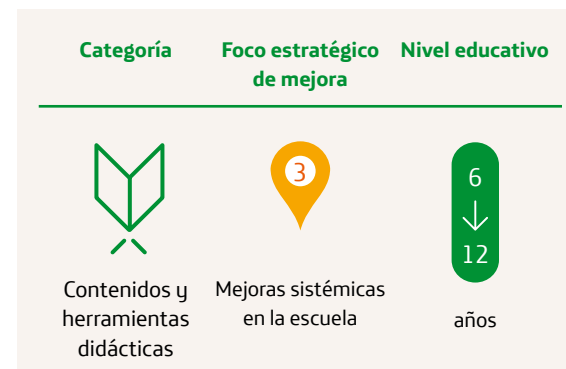 Categoría
Foco estratégico
de mejora
Nivel educativo
3
6
12
Contenidos y
herramientas
didácticas
Mejoras sistémicas
en la escuela
años